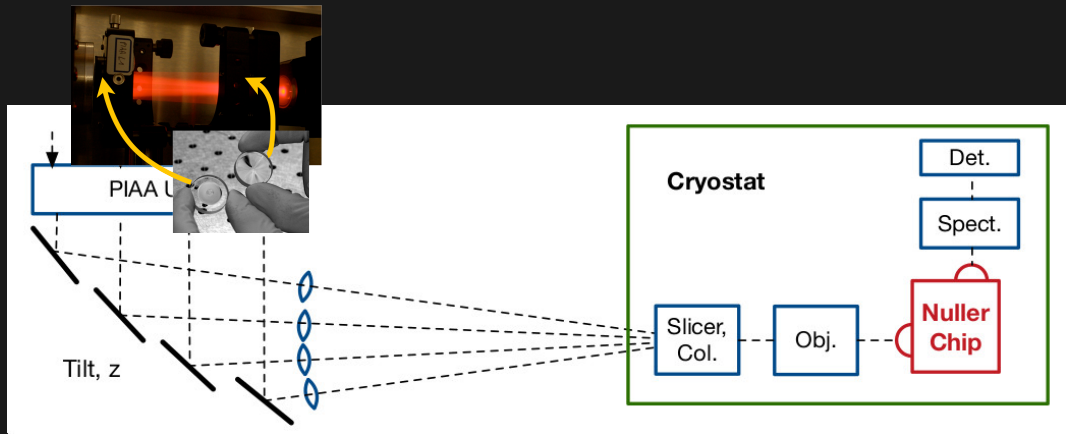 PIAA
Cryostat
Det.
Spect.
Nuller
Chip
Slicer,
Col.
Obj.
Tilt, z